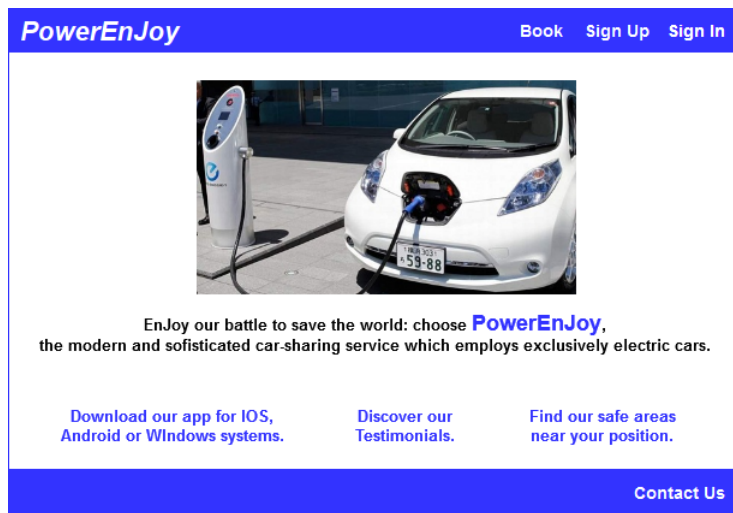 PowerEnJoy
Book Sign Up Sign In
59-88
EnJoy our battle to save the world: choose PowerEnJoy,
the modern and sofisticated car-sharing service which employs exclusively electric cars.
Download our app for IOS,
Android or WIndows systems.
Discover our
Testimonials.
Find our safe areas
near your position.
Contact Us